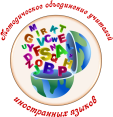 Методическое объединение учителей
иностранных языков